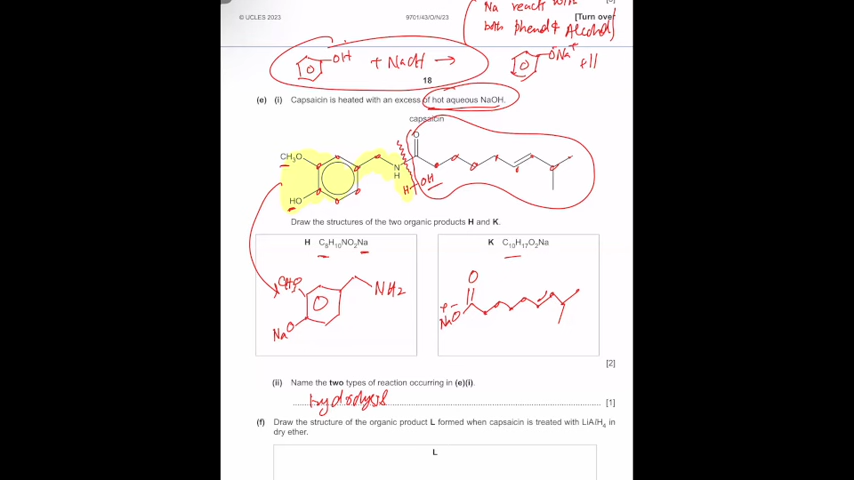 Na react with
both phenol & Alcohol)
© UCLES 2023
9701/43/O/N/23
[Turn over
OH + NaOH →
O⁻Na⁺
18
(e) (i) Capsaicin is heated with an excess of hot aqueous NaOH.
capsaicin
O
CH₃O
N
H
H OH
HO
Draw the structures of the two organic products H and K.
H C₈H₁₀NO₂Na
K C₁₀H₁₇O₂Na
CH₃O
NH₂
NaO
O
+ -
NaO
[2]
(ii) Name the two types of reaction occurring in (e)(i).
hydrolysis
[1]
(f) Draw the structure of the organic product L formed when capsaicin is treated with LiAlH₄ in
dry ether.
L